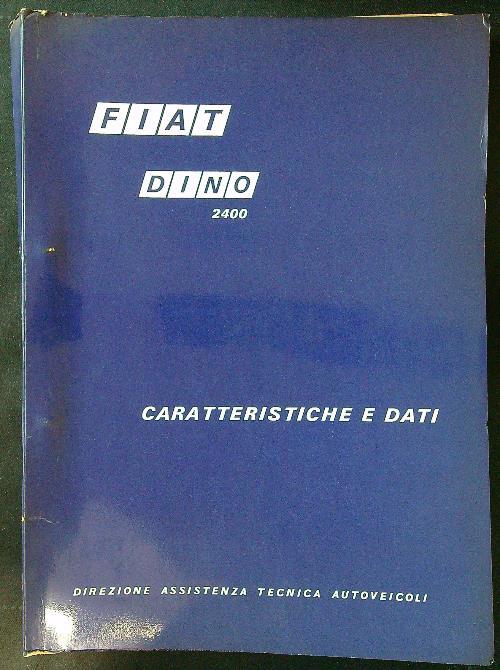 FIAT
DINO
2400
CARATTERISTICHE E DATI
DIREZIONE ASSISTENZA TECNICA AUTOVEICOLI